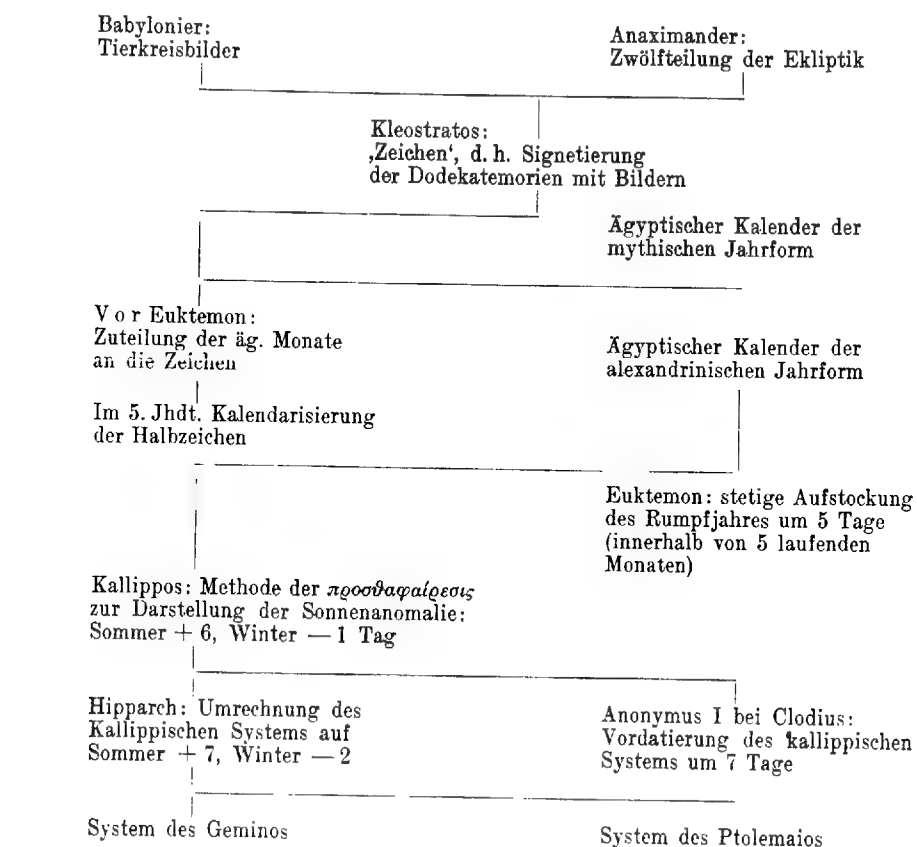 Babylonier:
Tierkreisbilder
Anaximander:
Zwölfteilung der Ekliptik
Kleostratos:
‚Zeichen‘, d. h. Signetierung
der Dodekatemorien mit Bildern
Ägyptischer Kalender der
mythischen Jahrform
V o r Euktemon:
Zuteilung der äg. Monate
an die Zeichen
Ägyptischer Kalender der
alexandrinischen Jahrform
Im 5. Jhdt. Kalendarisierung
der Halbzeichen
Euktemon: stetige Aufstockung
des Rumpfjahres um 5 Tage
(innerhalb von 5 laufenden
Monaten)
Kallippos: Methode der προσθαφαίρεσις
zur Darstellung der Sonnenanomalie:
Sommer + 6, Winter — 1 Tag
Hipparch: Umrechnung des
Kallippischen Systems auf
Sommer + 7, Winter — 2
Anonymus I bei Clodius:
Vordatierung des kallippischen
Systems um 7 Tage
System des Geminos
System des Ptolemaios